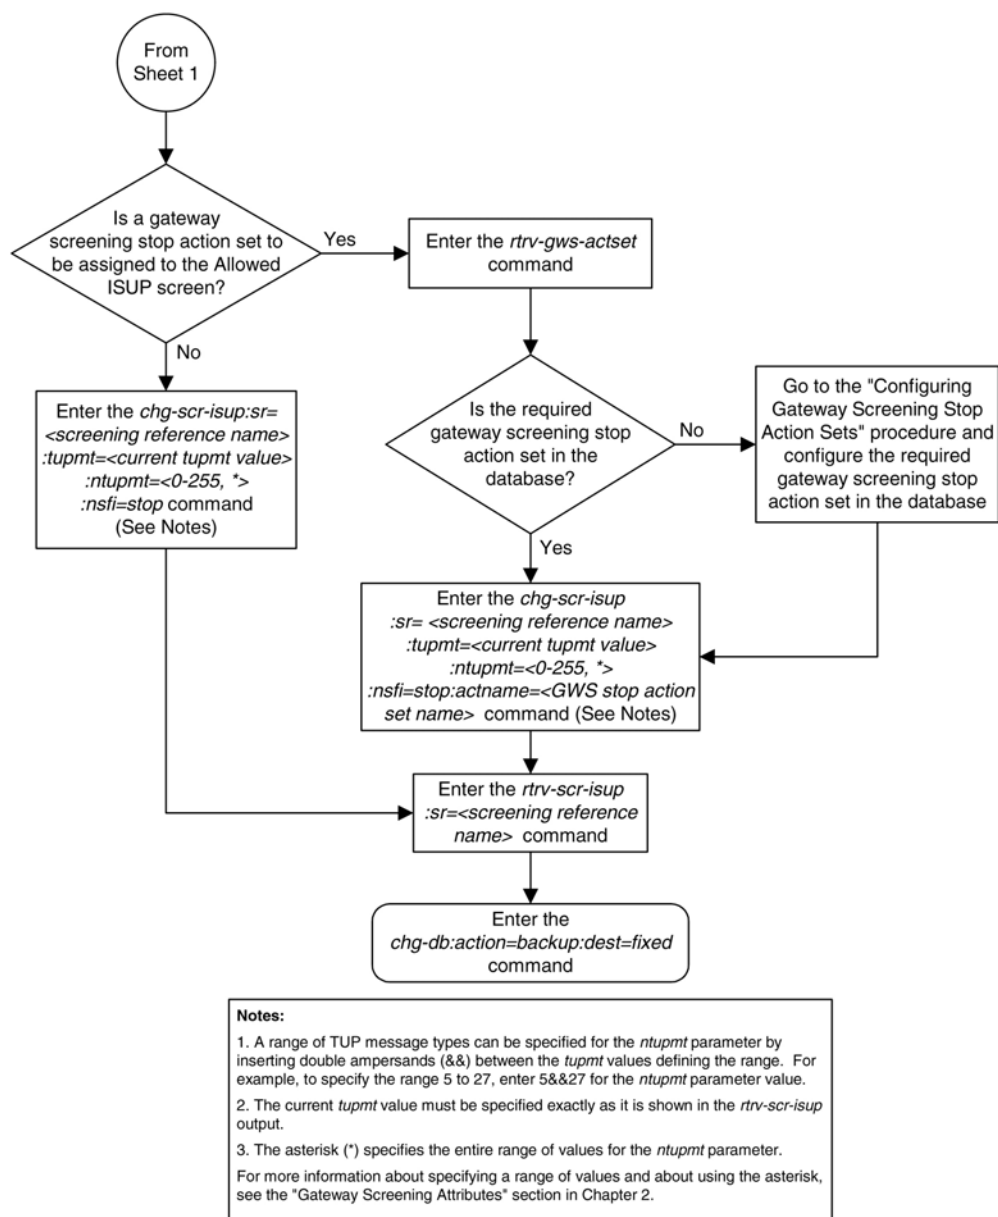 From
Sheet 1
Is a gateway
screening stop action set to
be assigned to the Allowed
ISUP screen?
Yes
Enter the rtrv-gws-actset
command
No
Enter the chg-scr-isup:sr=
<screening reference name>
:tupmt=<current tupmt value>
:ntupmt=<0-255, *>
:nsfi=stop command
(See Notes)
Is the required
gateway screening stop
action set in the
database?
No
Go to the "Configuring
Gateway Screening Stop
Action Sets" procedure and
configure the required
gateway screening stop
action set in the database
Yes
Enter the chg-scr-isup
:sr= <screening reference name>
:tupmt=<current tupmt value>
:ntupmt=<0-255, *>
:nsfi=stop:actname=<GWS stop action
set name> command (See Notes)
Enter the rtrv-scr-isup
:sr=<screening reference
name> command
Enter the
chg-db:action=backup:dest=fixed
command
Notes:
1. A range of TUP message types can be specified for the ntupmt parameter by
inserting double ampersands (&&) between the tupmt values defining the range. For
example, to specify the range 5 to 27, enter 5&&27 for the ntupmt parameter value.
2. The current tupmt value must be specified exactly as it is shown in the rtrv-scr-isup
output.
3. The asterisk (*) specifies the entire range of values for the ntupmt parameter.
For more information about specifying a range of values and about using the asterisk,
see the "Gateway Screening Attributes" section in Chapter 2.